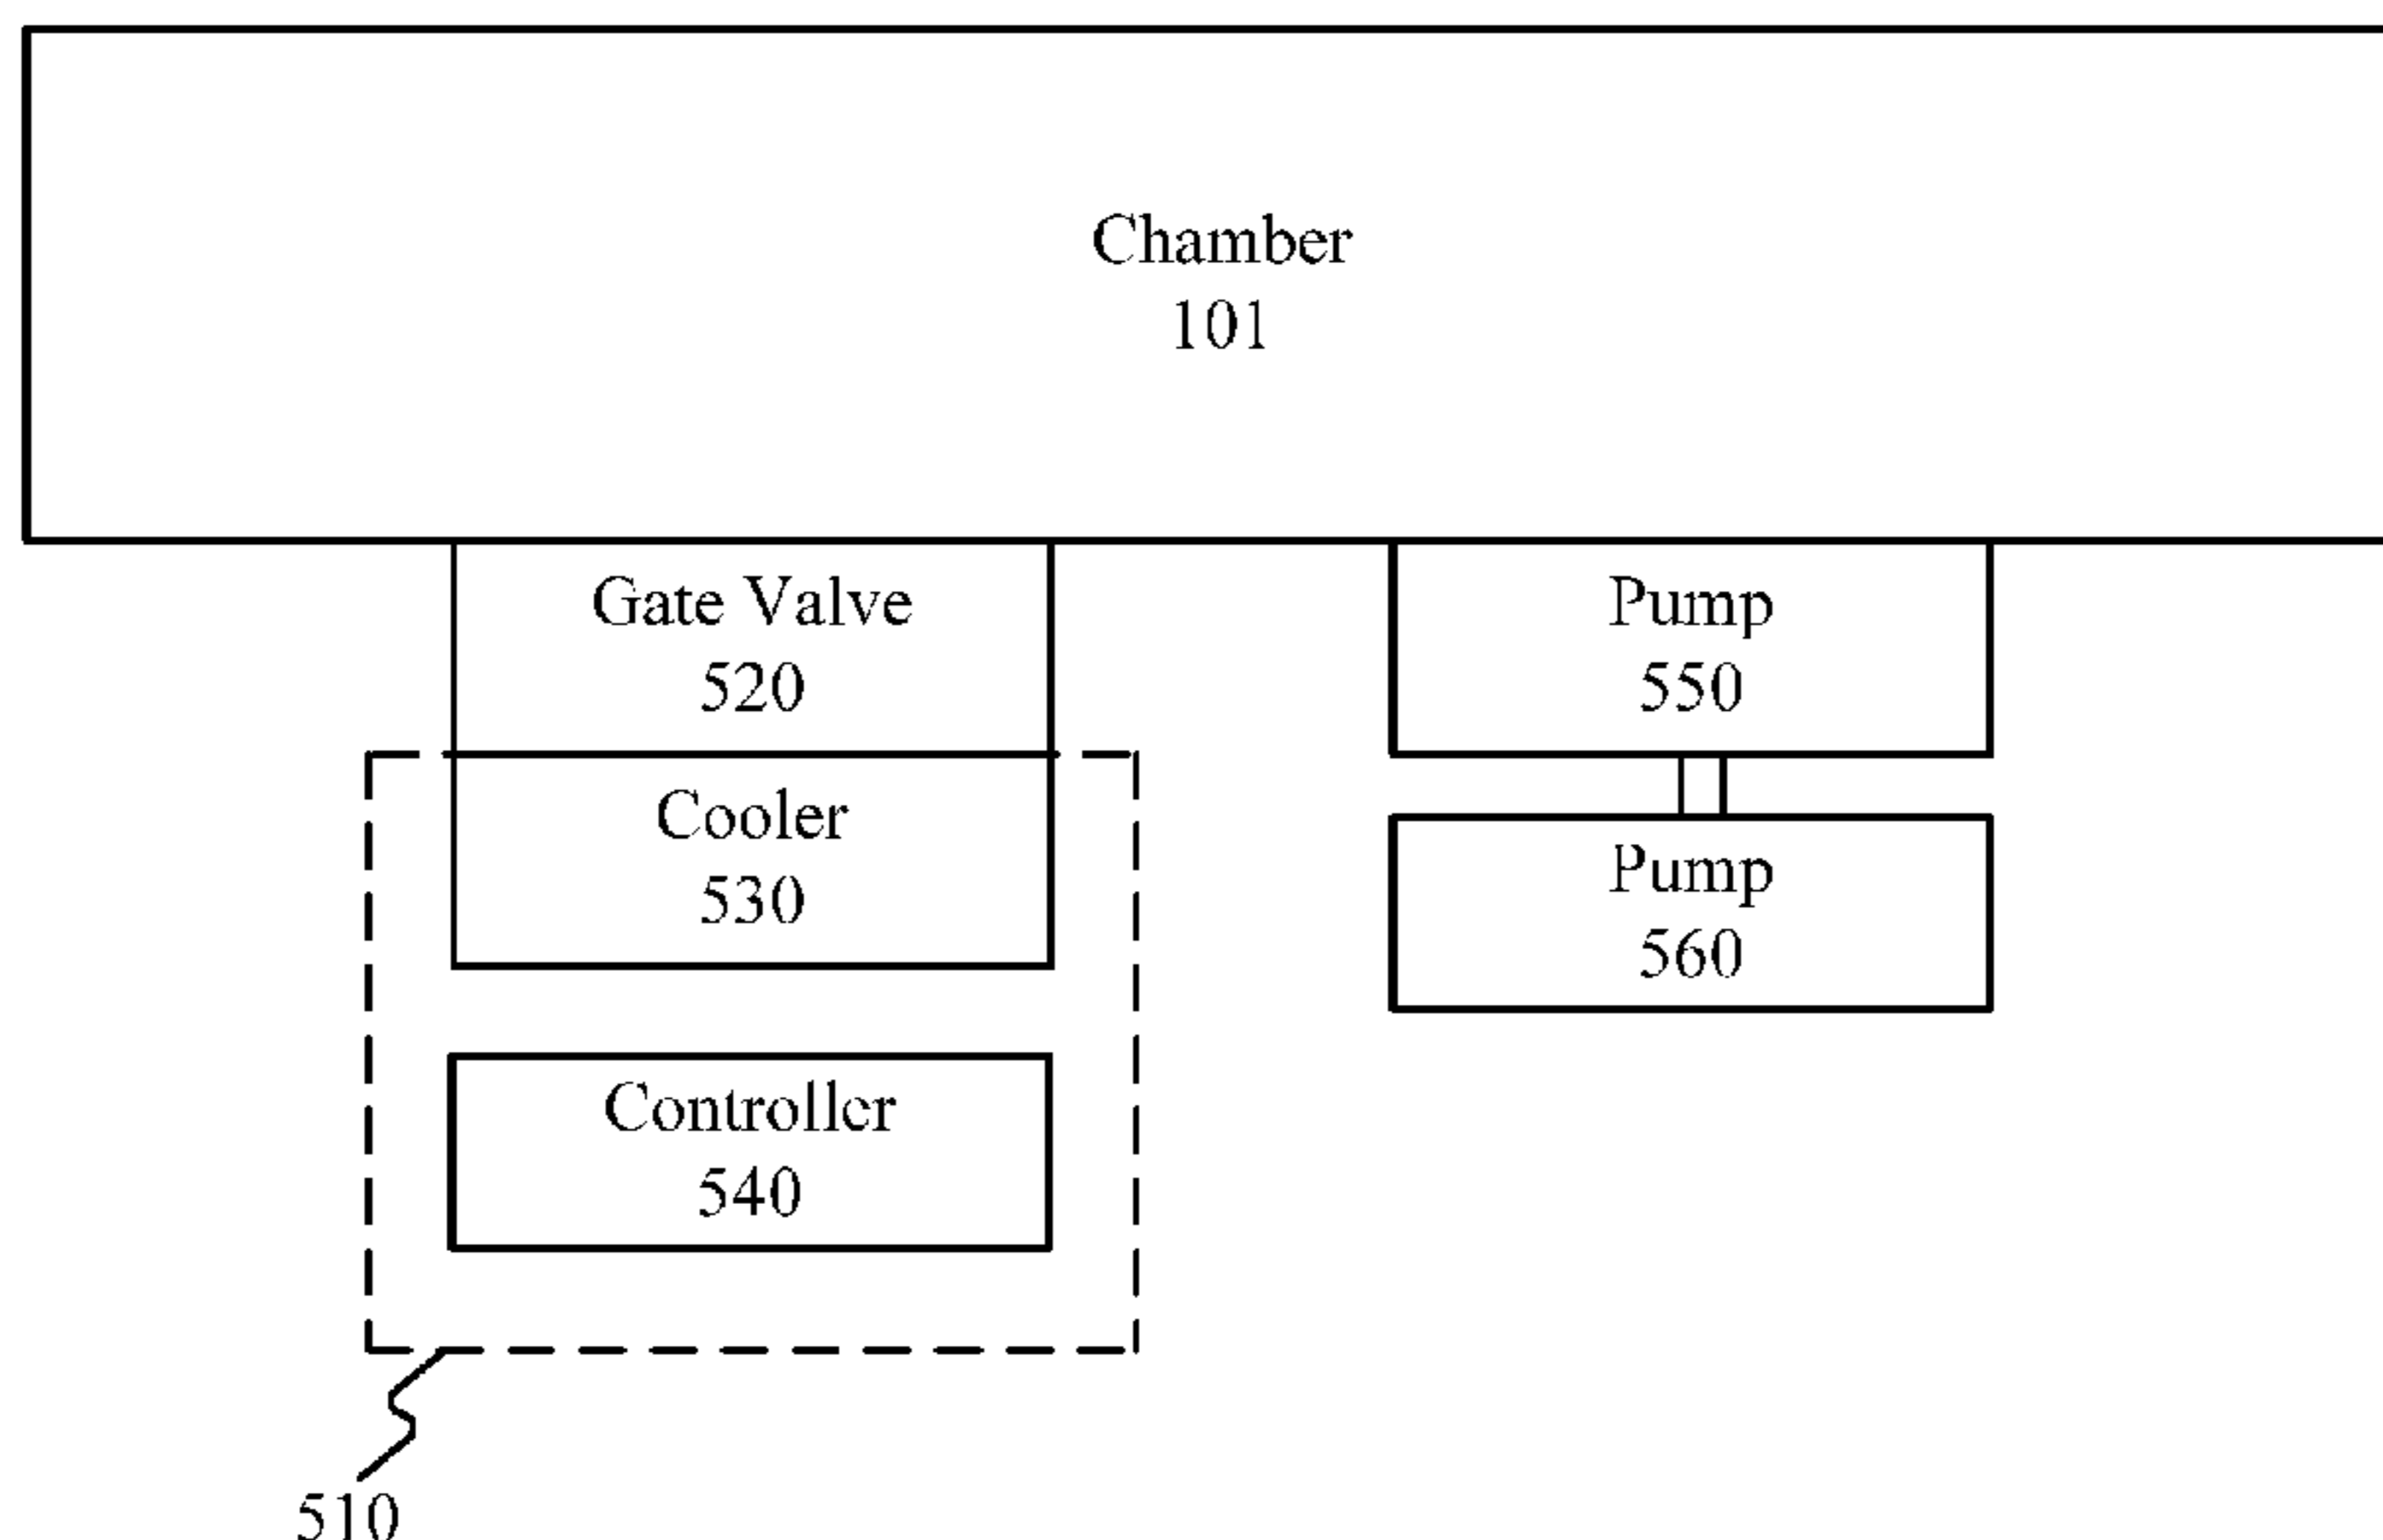 Chamber
101
Gate Valve
520
Pump
550
Cooler
530
Pump
560
Controller
540
510